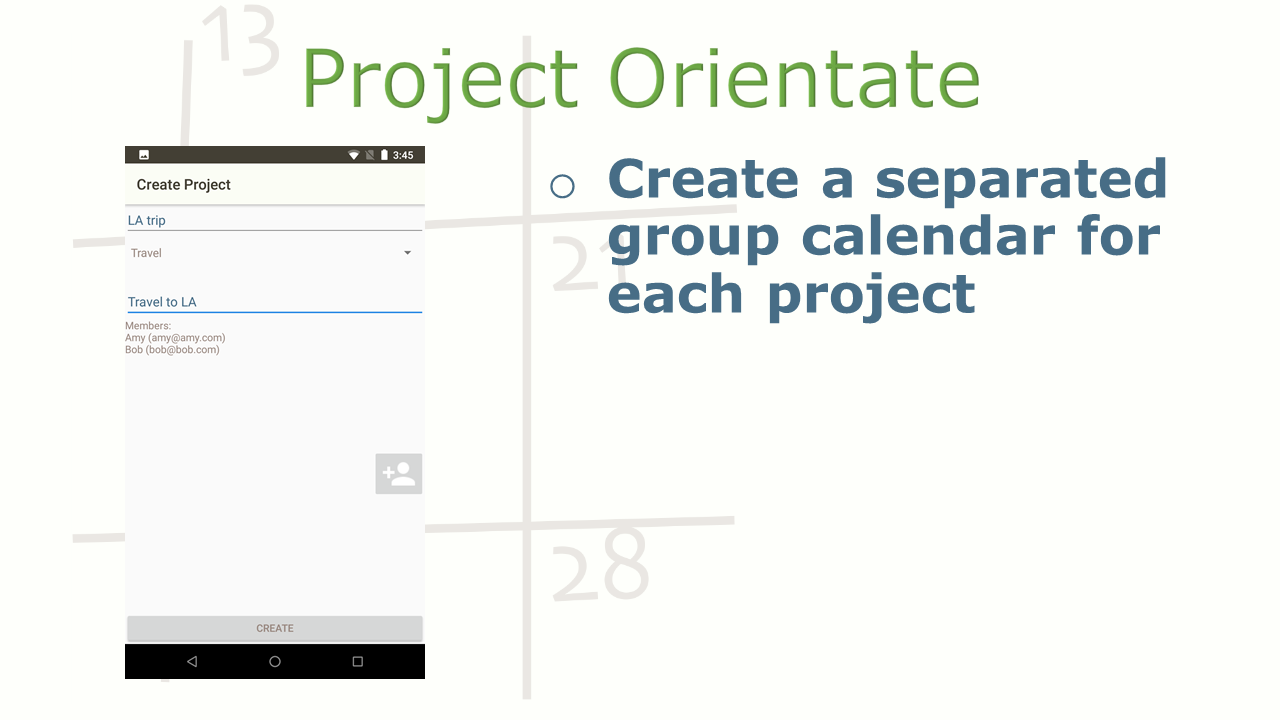 13
Project Orientate
3:45
Create Project
LA trip
Travel
Travel to LA
Members:
Amy (amy@amy.com)
Bob (bob@bob.com)
CREATE
o Create a separated
group calendar for
each project
21
28